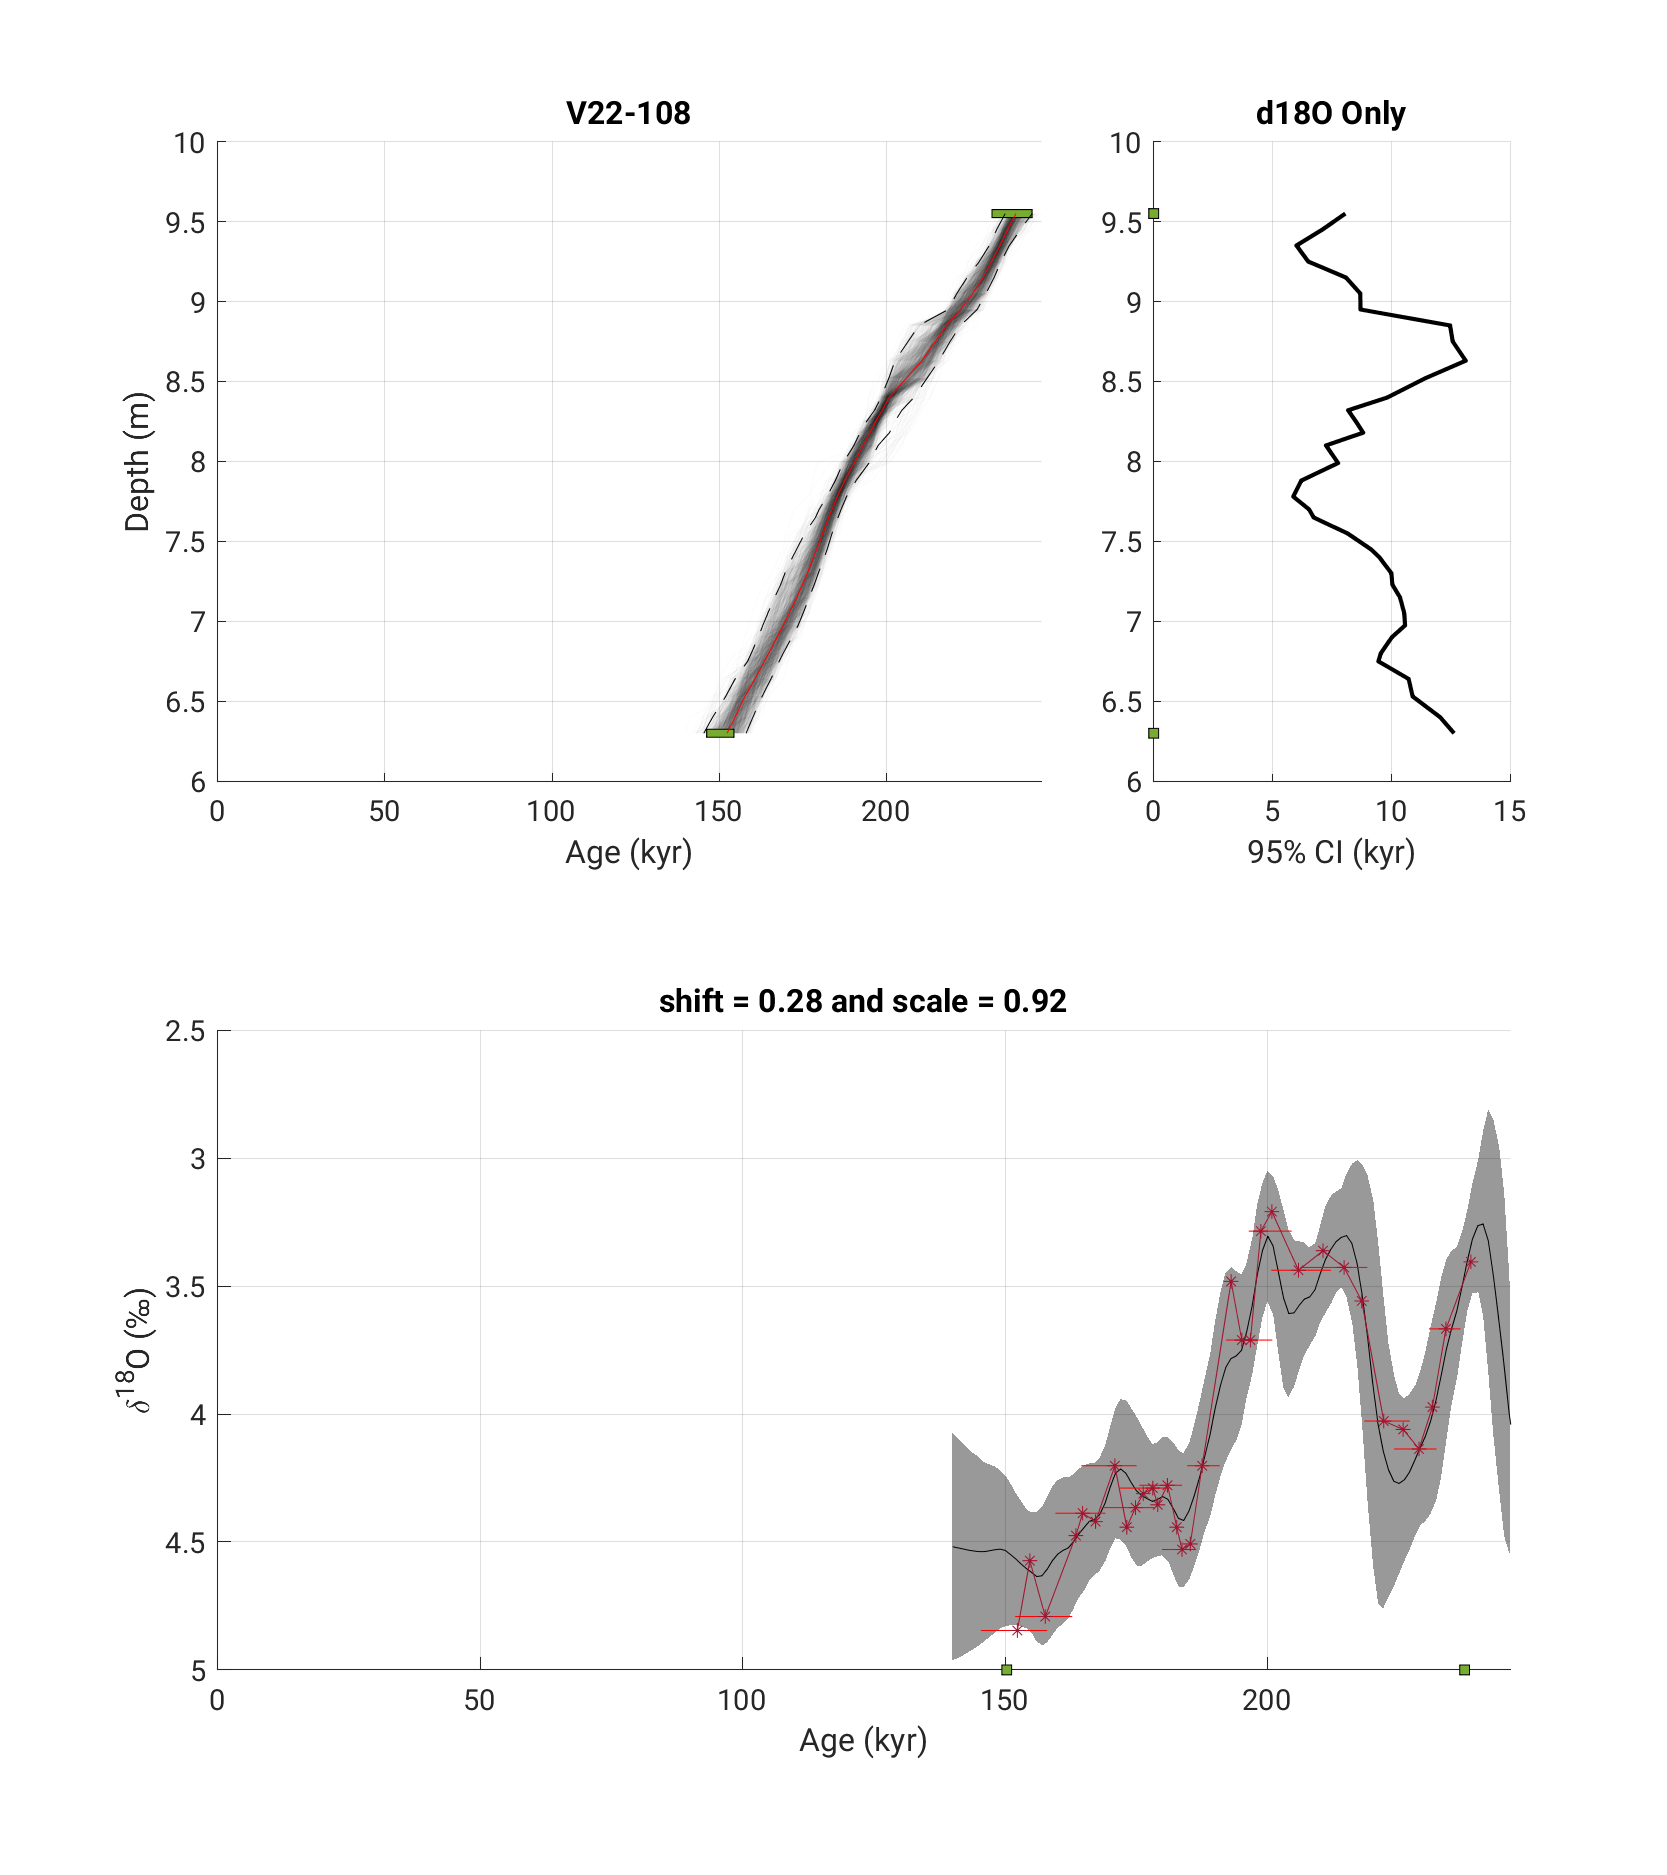 V22-108
10
9.5
9
8.5
8
7.5
7
6.5
6
Depth (m)
0 50 100 150 200
Age (kyr)
d18O Only
10
9.5
9
8.5
8
7.5
7
6.5
6
0 5 10 15
95% CI (kyr)
shift = 0.28 and scale = 0.92
2.5
3
3.5
4
4.5
5
δ18O (‰)
0 50 100 150 200
Age (kyr)